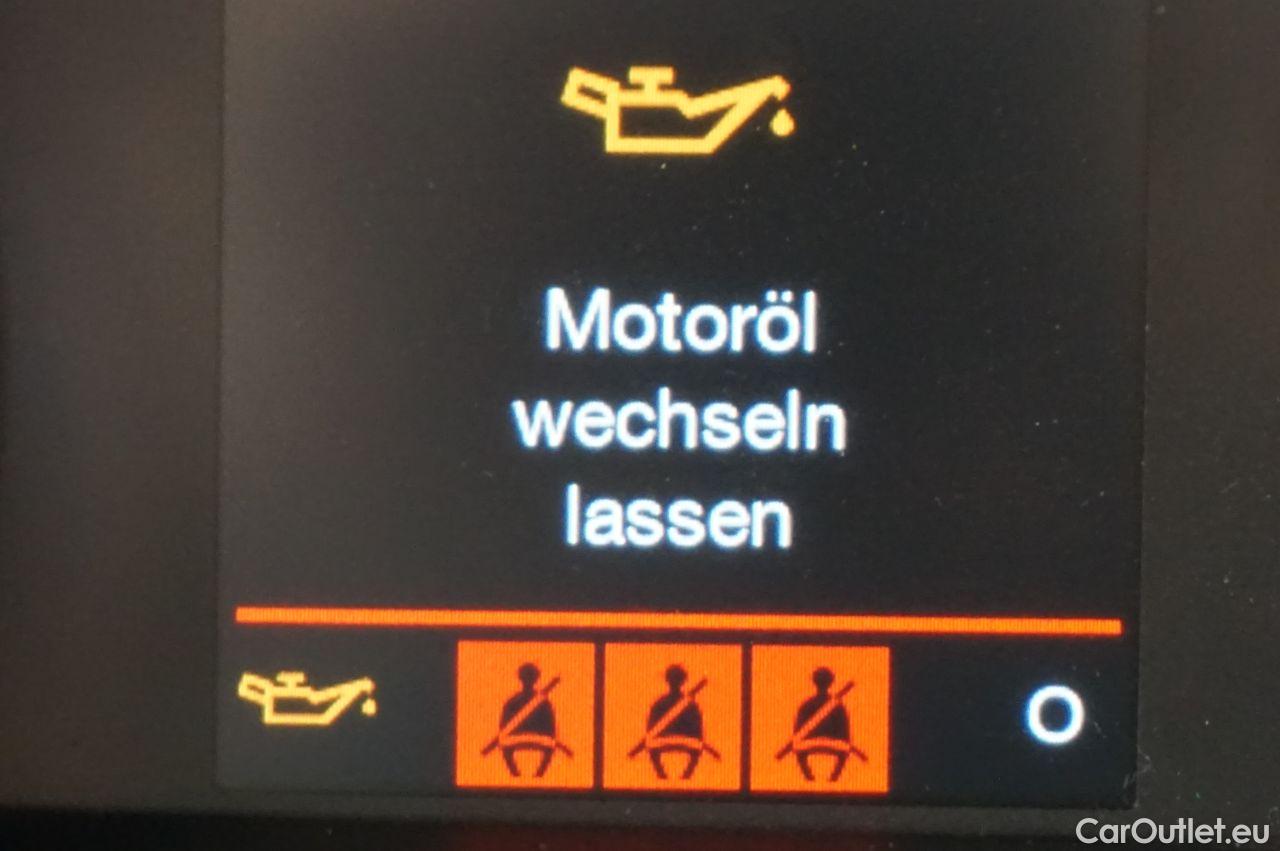 Motoröl
wechseln
lassen
O
CarOutlet.eu